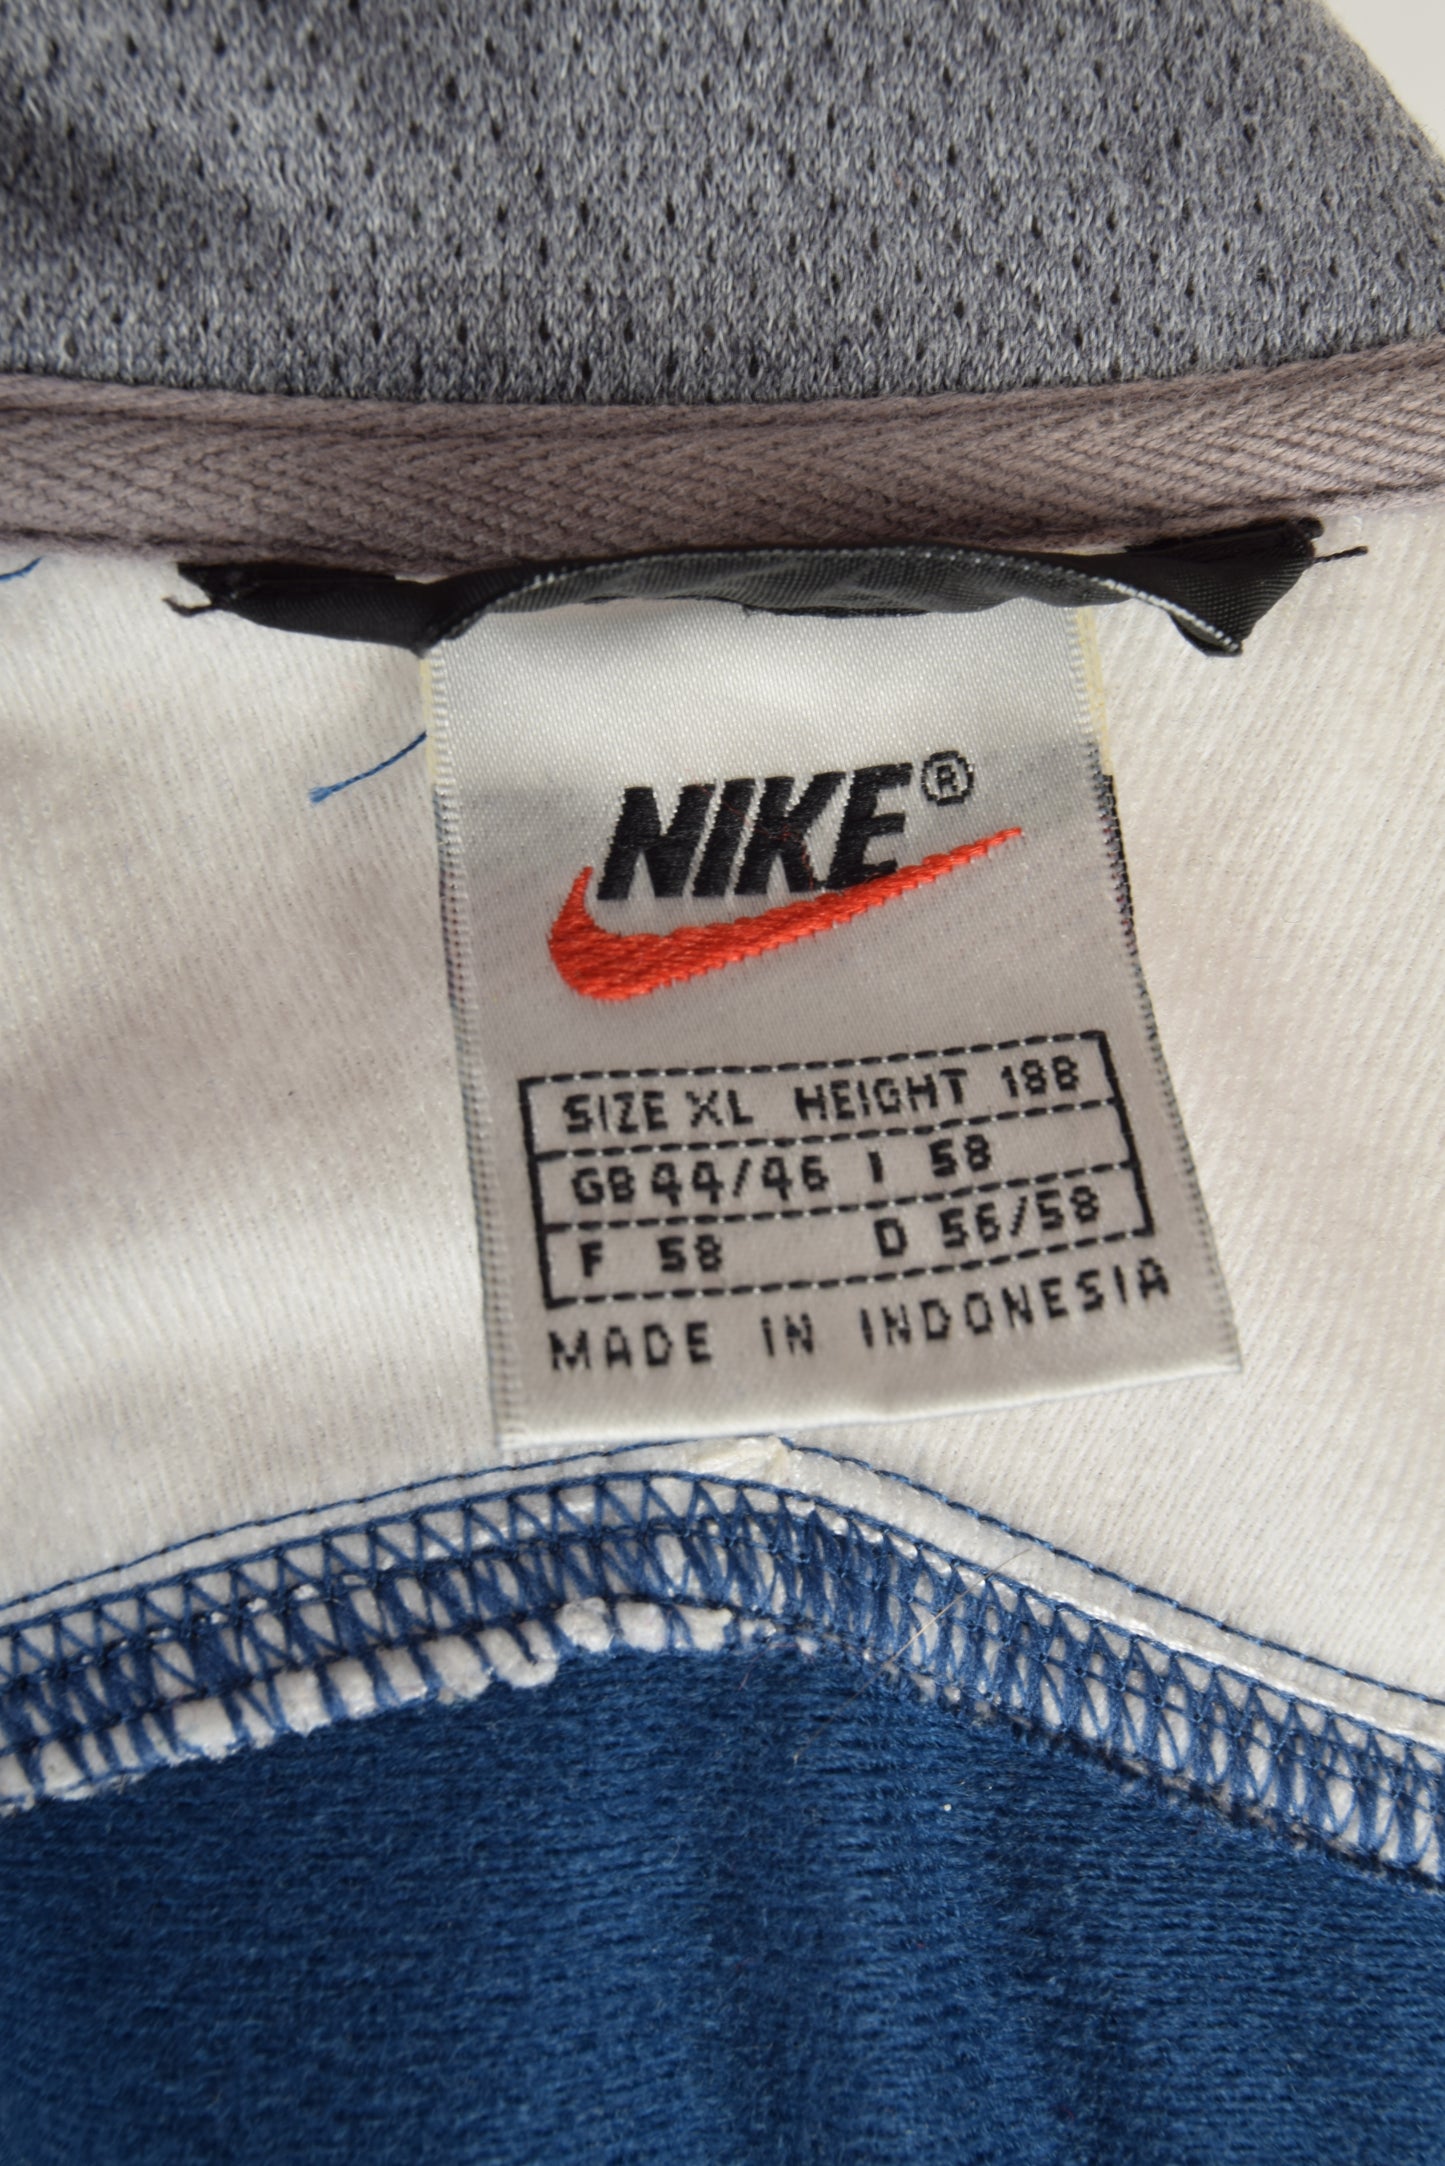 NIKE®
SIZE XL HEIGHT 188
GB 44/46 I 58
F 58 D 56/58
MADE IN INDONESIA